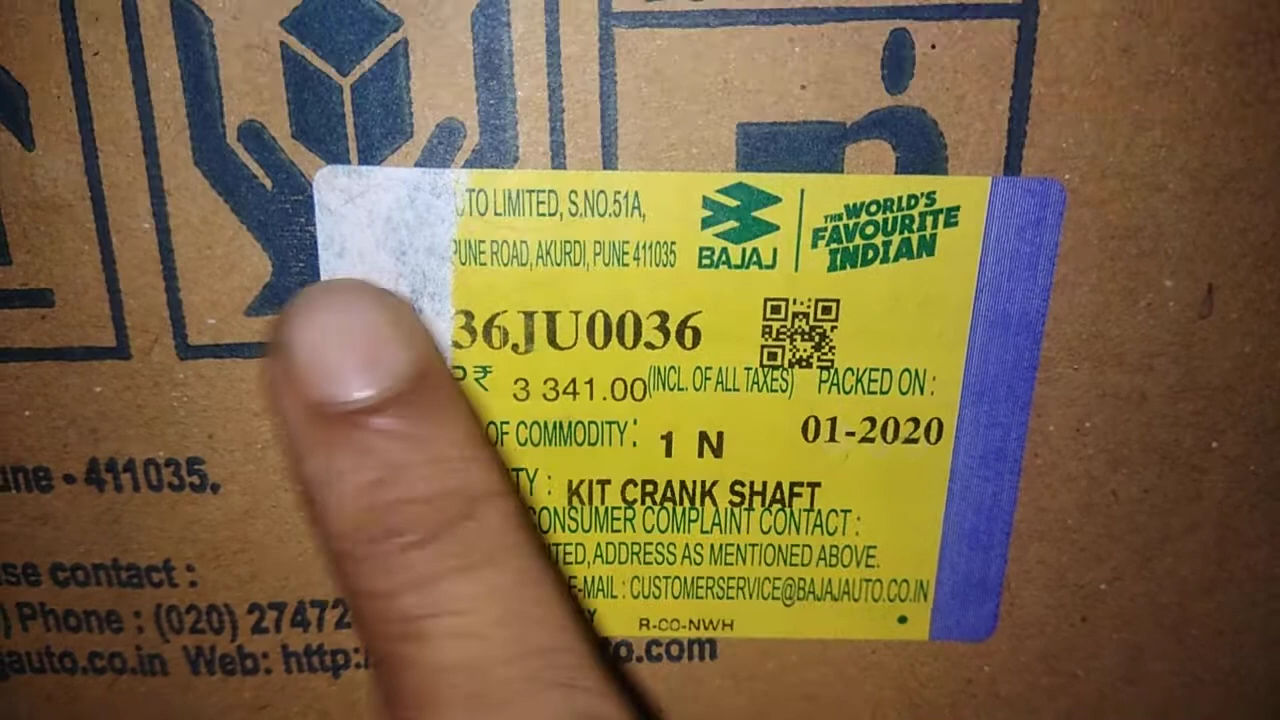 UTO LIMITED, S.NO.51A,
PUNE ROAD, AKURDI, PUNE 411035
BAJAJ
THE WORLD'S
FAVOURITE
INDIAN
36JU0036
₹ 3 341.00 (INCL. OF ALL TAXES) PACKED ON :
OF COMMODITY : 1 N 01-2020
TY : KIT CRANK SHAFT
CONSUMER COMPLAINT CONTACT :
ITED, ADDRESS AS MENTIONED ABOVE.
E-MAIL : CUSTOMERSERVICE@BAJAJAUTO.CO.IN
R-CO-NWH
une - 411035.
se contact :
) Phone : (020) 27472
jauto.co.in Web: http:/
o.com